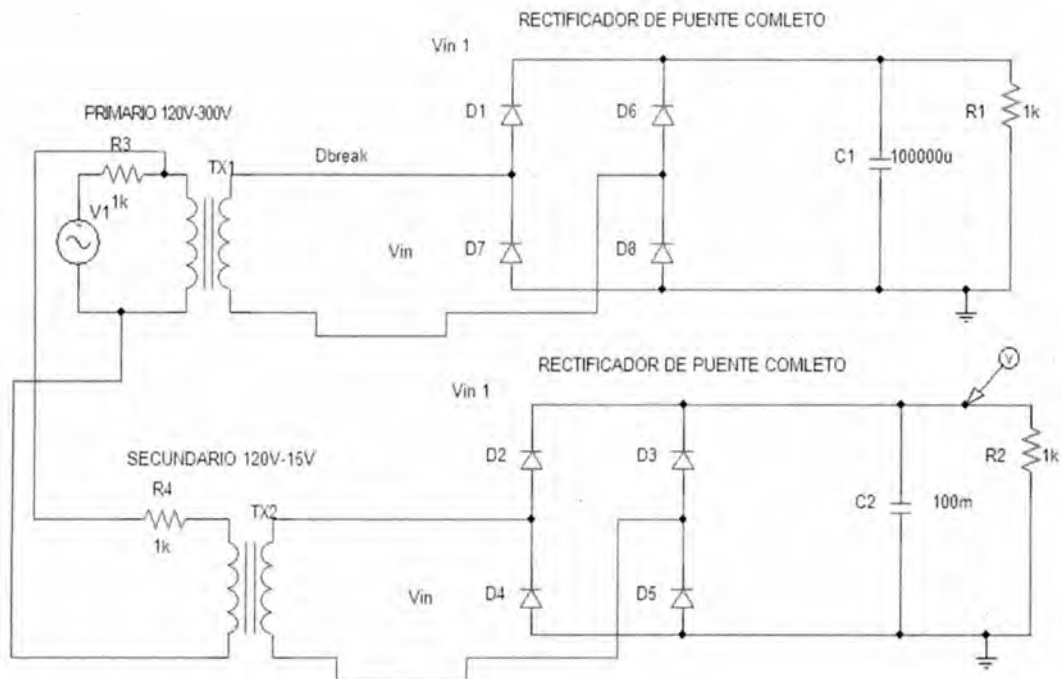 RECTIFICADOR DE PUENTE COMLETO
Vin 1
PRIMARIO 120V-300V
R3
1k
V1
TX1
Dbreak
Vin
D1
D6
D7
D8
C1
100000u
R1
1k
RECTIFICADOR DE PUENTE COMLETO
Vin 1
V
SECUNDARIO 120V-15V
R4
1k
TX2
Vin
D2
D3
D4
D5
C2
100m
R2
1k